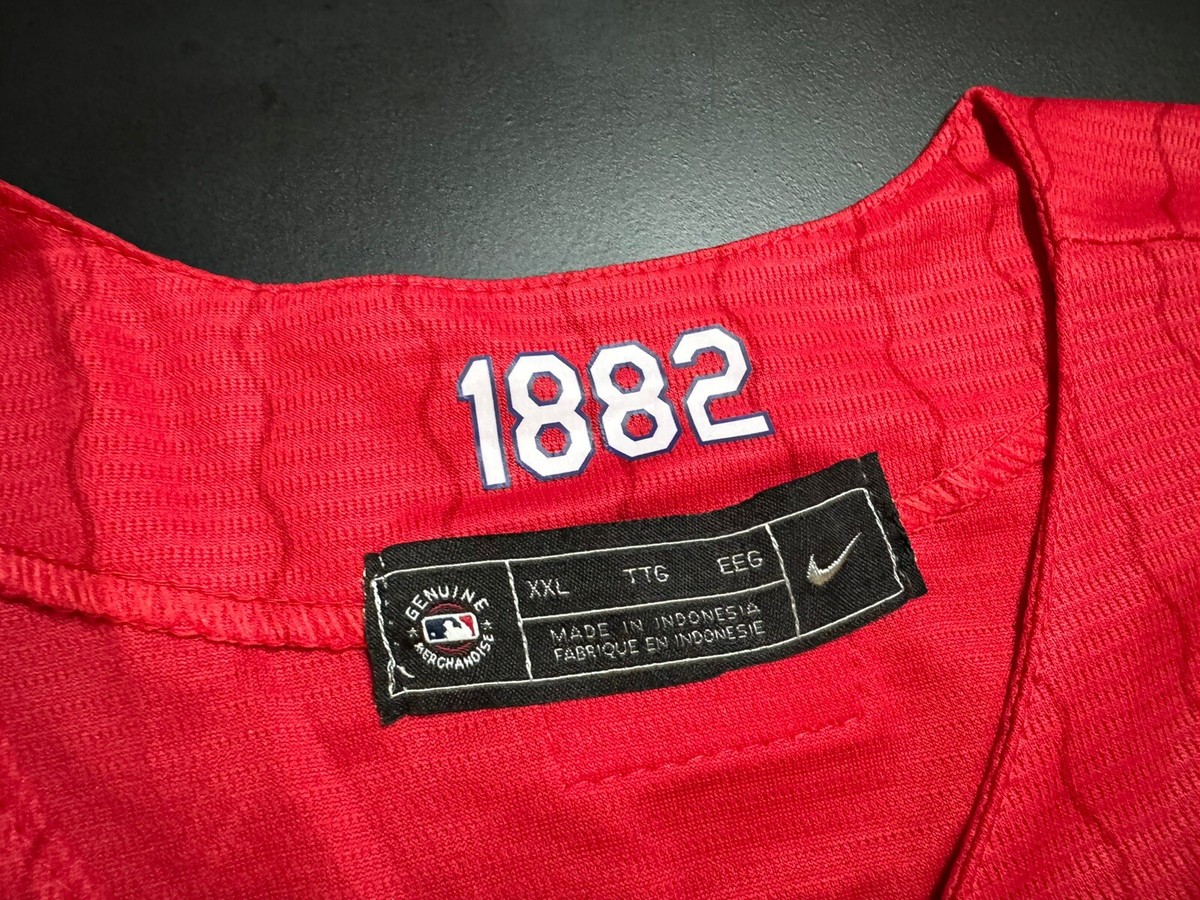 1882
GENUINE
MERCHANDISE
XXL TTG EEG
MADE IN INDONESIA
FABRIQUE EN INDONESIE